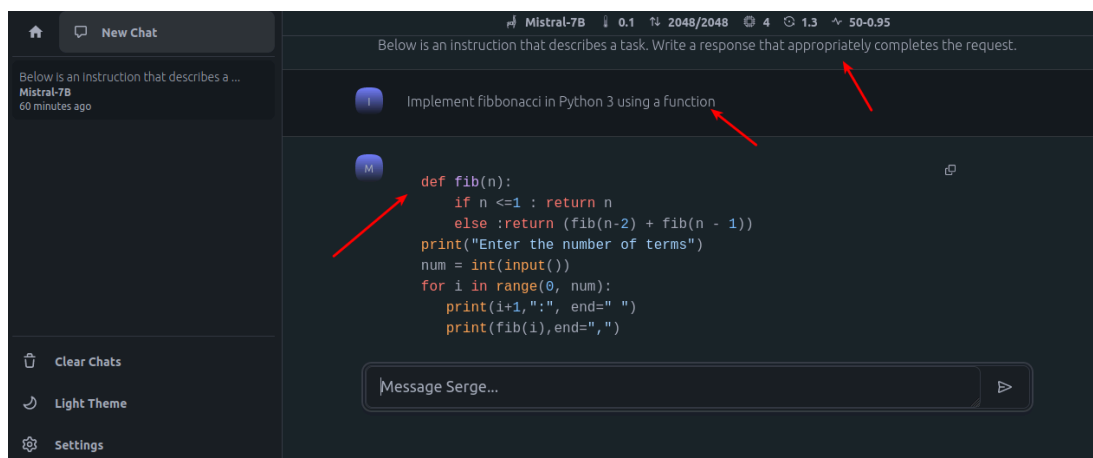 New Chat
Below is an instruction that describes a ...
Mistral-7B
60 minutes ago
Clear Chats
Light Theme
Settings
Mistral-7B 0.1 2048/2048 4 1.3 50-0.95
Below is an instruction that describes a task. Write a response that appropriately completes the request.
I
Implement fibbonacci in Python 3 using a function
M
def fib(n):
    if n <=1 : return n
    else :return (fib(n-2) + fib(n - 1))
print("Enter the number of terms")
num = int(input())
for i in range(0, num):
   print(i+1,":", end=" ")
   print(fib(i),end=",")
Message Serge...